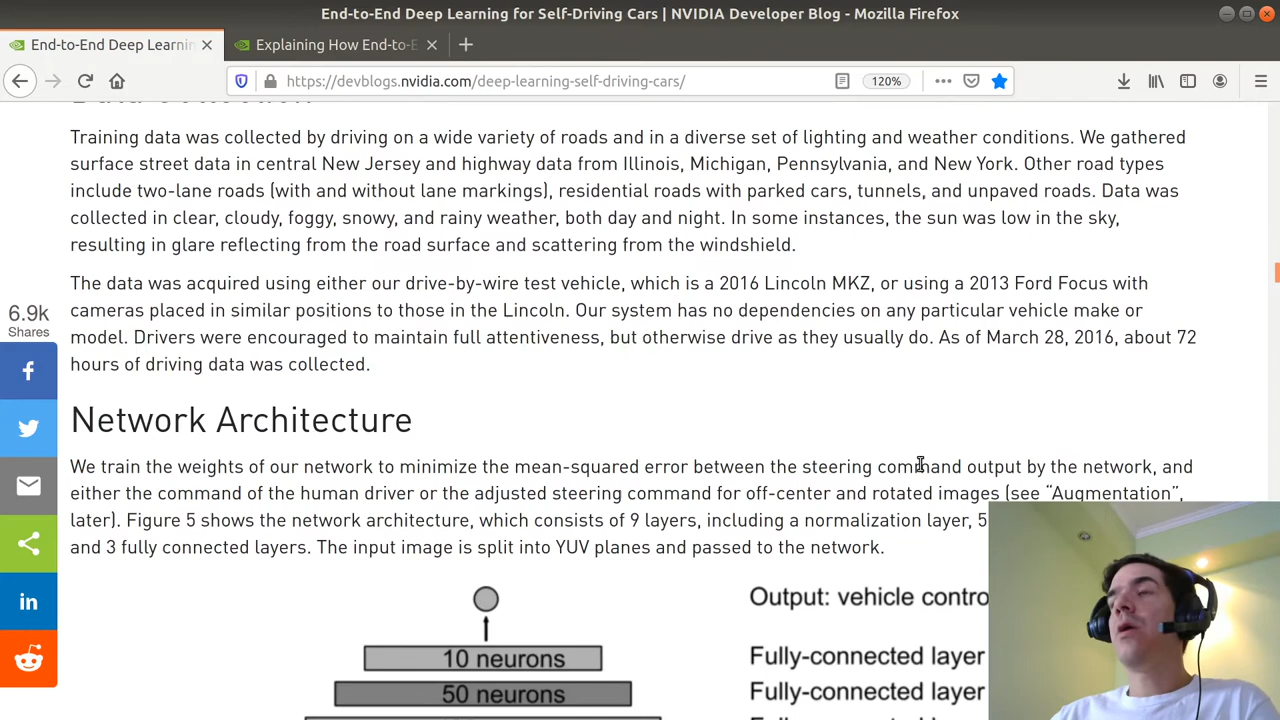 End-to-End Deep Learning for Self-Driving Cars | NVIDIA Developer Blog - Mozilla Firefox
End-to-End Deep Learnin
Explaining How End-to-E
https://devblogs.nvidia.com/deep-learning-self-driving-cars/
120%
Training data was collected by driving on a wide variety of roads and in a diverse set of lighting and weather conditions. We gathered
surface street data in central New Jersey and highway data from Illinois, Michigan, Pennsylvania, and New York. Other road types
include two-lane roads (with and without lane markings), residential roads with parked cars, tunnels, and unpaved roads. Data was
collected in clear, cloudy, foggy, snowy, and rainy weather, both day and night. In some instances, the sun was low in the sky,
resulting in glare reflecting from the road surface and scattering from the windshield.
The data was acquired using either our drive-by-wire test vehicle, which is a 2016 Lincoln MKZ, or using a 2013 Ford Focus with
cameras placed in similar positions to those in the Lincoln. Our system has no dependencies on any particular vehicle make or
model. Drivers were encouraged to maintain full attentiveness, but otherwise drive as they usually do. As of March 28, 2016, about 72
hours of driving data was collected.
6.9k
Shares
Network Architecture
We train the weights of our network to minimize the mean-squared error between the steering command output by the network, and
either the command of the human driver or the adjusted steering command for off-center and rotated images (see “Augmentation”,
later). Figure 5 shows the network architecture, which consists of 9 layers, including a normalization layer, 5
and 3 fully connected layers. The input image is split into YUV planes and passed to the network.
Output: vehicle contro
10 neurons
Fully-connected layer
50 neurons
Fully-connected layer